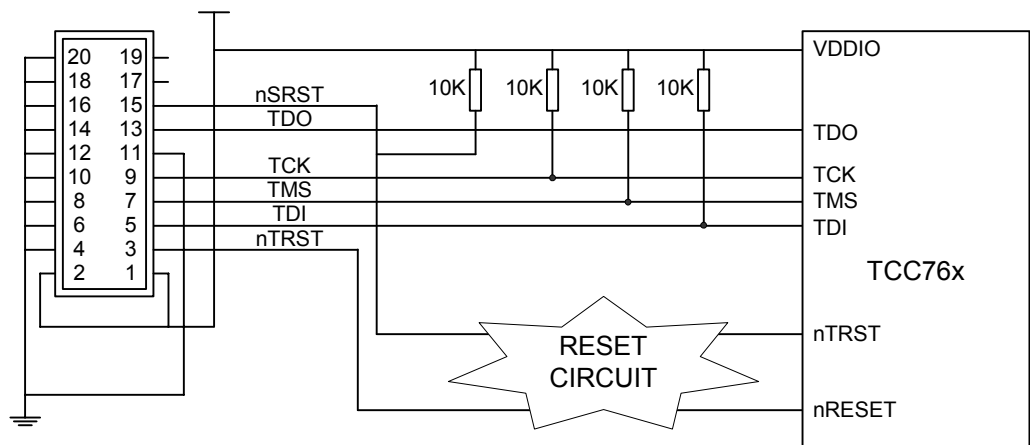 VDDIO
20 19
18 17
10K 10K 10K 10K
nSRST
16 15
TDO
14 13
TDO
12 11
TCK
10 9
TCK
TMS
8 7
TMS
TDI
6 5
TDI
nTRST
4 3
2 1
TCC76x
RESET
CIRCUIT
nTRST
nRESET